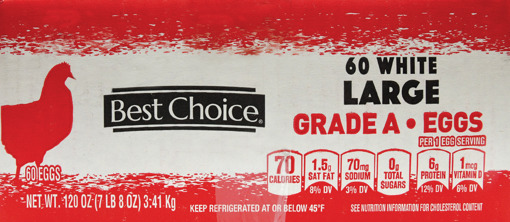 60 WHITE
LARGE
GRADE A • EGGS
Best Choice®
PER 1 EGG SERVING
70 CALORIES
1.5g SAT FAT 8% DV
70mg SODIUM 3% DV
0g TOTAL SUGARS
6g PROTEIN 12% DV
1mcg VITAMIN D 6% DV
60 EGGS
NET WT. 120 OZ (7 LB 8 OZ) 3.41 Kg
KEEP REFRIGERATED AT OR BELOW 45°F
SEE NUTRITION INFORMATION FOR CHOLESTEROL CONTENT